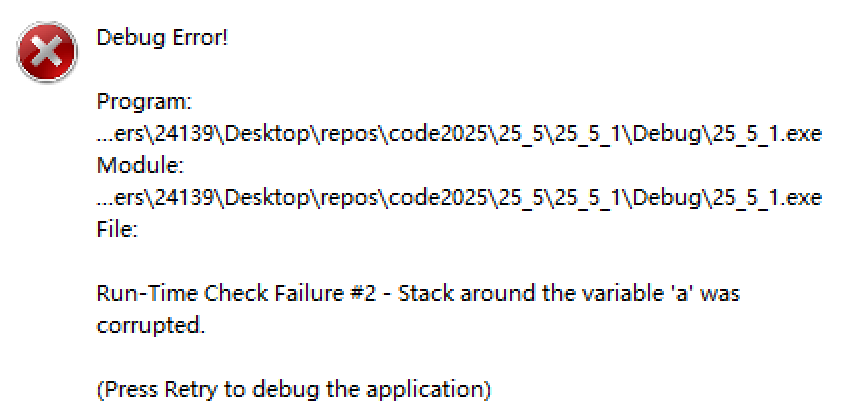 Debug Error!
Program:
...ers\24139\Desktop\repos\code2025\25_5\25_5_1\Debug\25_5_1.exe
Module:
...ers\24139\Desktop\repos\code2025\25_5\25_5_1\Debug\25_5_1.exe
File:
Run-Time Check Failure #2 - Stack around the variable 'a' was
corrupted.
(Press Retry to debug the application)